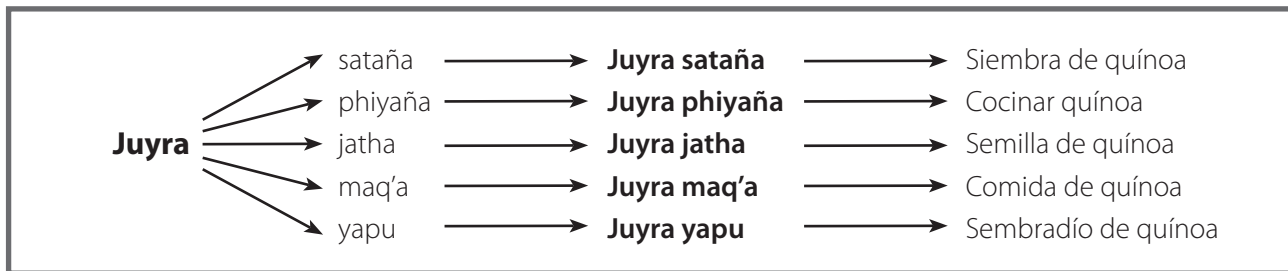 sataña Juyra sataña Siembra de quínoa
phiyaña Juyra phiyaña Cocinar quínoa
Juyra jatha Juyra jatha Semilla de quínoa
maq'a Juyra maq'a Comida de quínoa
yapu Juyra yapu Sembradío de quínoa